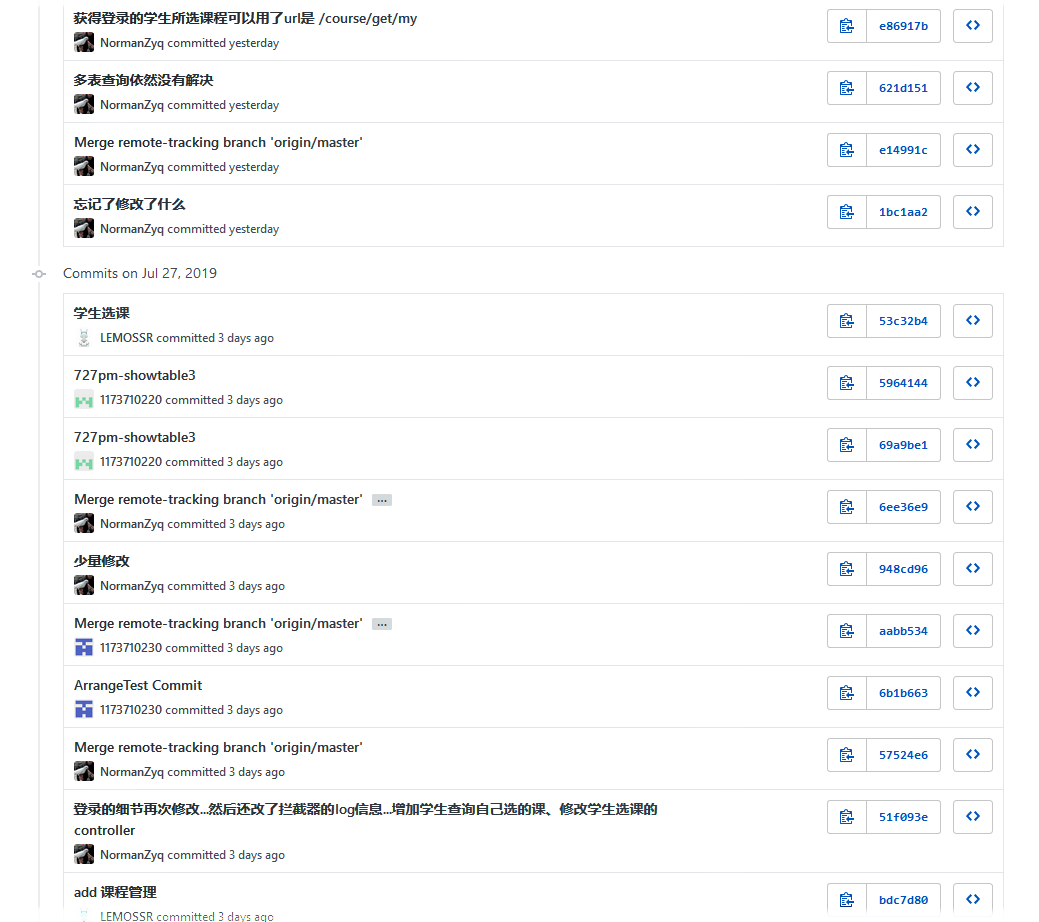 获得登录的学生所选课程可以用了url是 /course/get/my
e86917b
NormanZyq committed yesterday
多表查询依然没有解决
621d151
NormanZyq committed yesterday
Merge remote-tracking branch 'origin/master'
e14991c
NormanZyq committed yesterday
忘记了修改了什么
1bc1aa2
NormanZyq committed yesterday
Commits on Jul 27, 2019
学生选课
53c32b4
LEMOSSR committed 3 days ago
727pm-showtable3
5964144
1173710220 committed 3 days ago
727pm-showtable3
69a9be1
1173710220 committed 3 days ago
Merge remote-tracking branch 'origin/master' ...
6ee36e9
NormanZyq committed 3 days ago
少量修改
948cd96
NormanZyq committed 3 days ago
Merge remote-tracking branch 'origin/master' ...
aabb534
1173710230 committed 3 days ago
ArrangeTest Commit
6b1b663
1173710230 committed 3 days ago
Merge remote-tracking branch 'origin/master'
57524e6
NormanZyq committed 3 days ago
登录的细节再次修改...然后还改了拦截器的log信息...增加学生查询自己选的课、修改学生选课的
controller
51f093e
NormanZyq committed 3 days ago
add 课程管理
bdc7d80
LEMOSSR committed 3 days ago